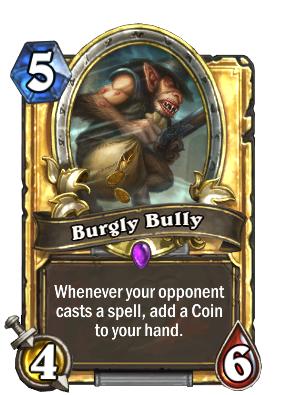 5
Burgly Bully
Whenever your opponent
casts a spell, add a Coin
to your hand.
4
6